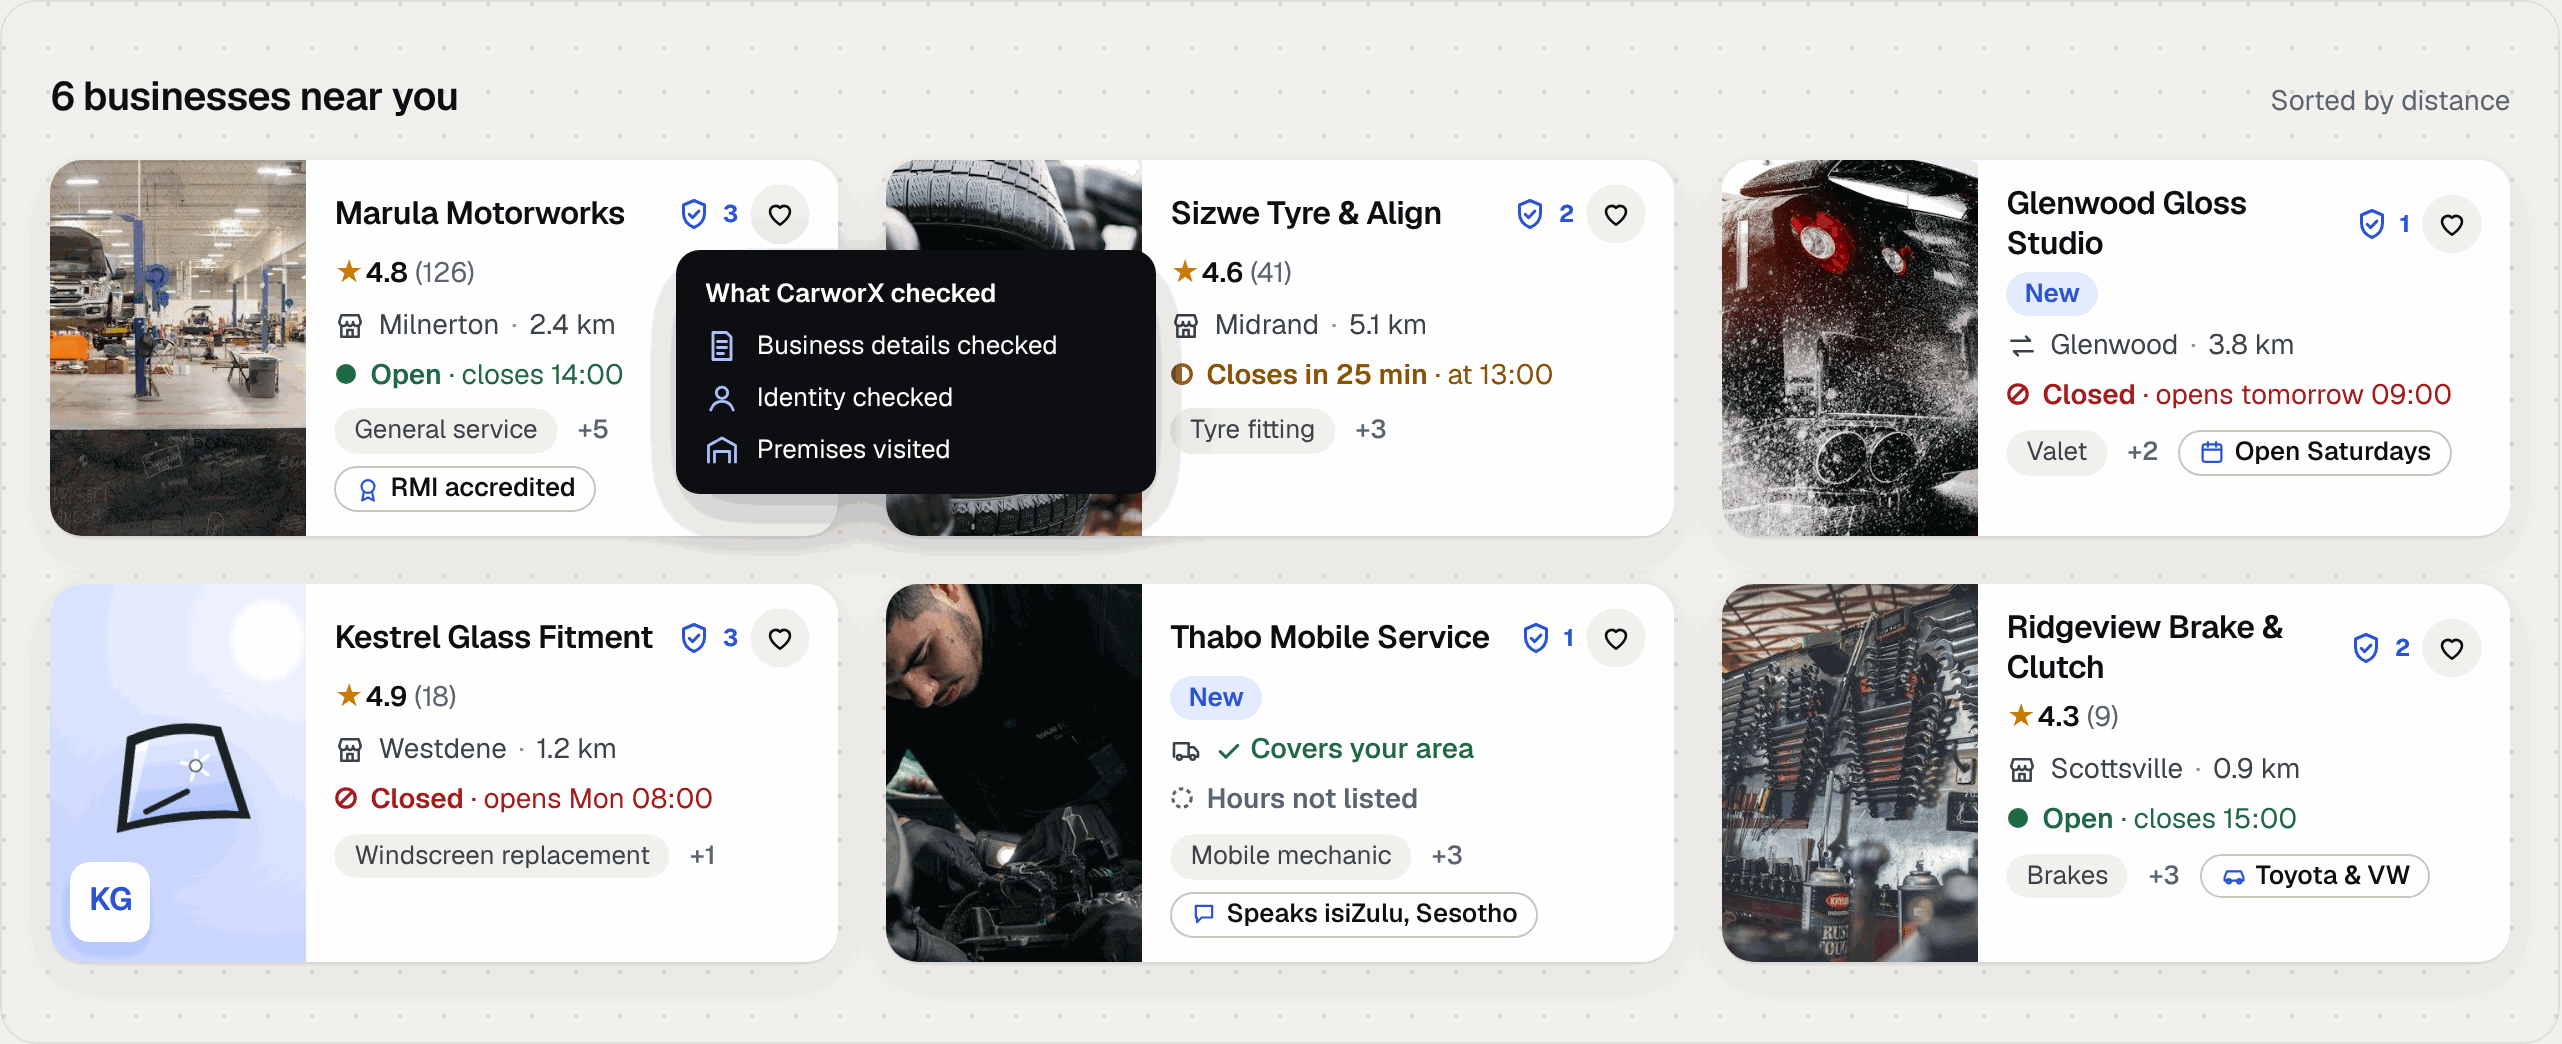 6 businesses near you
Sorted by distance
Marula Motorworks
3
★ 4.8 (126)
Milnerton · 2.4 km
Open · closes 14:00
General service
+5
RMI accredited
What CarworX checked
Business details checked
Identity checked
Premises visited
Sizwe Tyre & Align
2
★ 4.6 (41)
Midrand · 5.1 km
Closes in 25 min · at 13:00
Tyre fitting
+3
Glenwood Gloss
Studio
1
New
Glenwood · 3.8 km
Closed · opens tomorrow 09:00
Valet
+2
Open Saturdays
Kestrel Glass Fitment
3
★ 4.9 (18)
Westdene · 1.2 km
Closed · opens Mon 08:00
Windscreen replacement
+1
KG
Thabo Mobile Service
1
New
Covers your area
Hours not listed
Mobile mechanic
+3
Speaks isiZulu, Sesotho
Ridgeview Brake &
Clutch
2
★ 4.3 (9)
Scottsville · 0.9 km
Open · closes 15:00
Brakes
+3
Toyota & VW